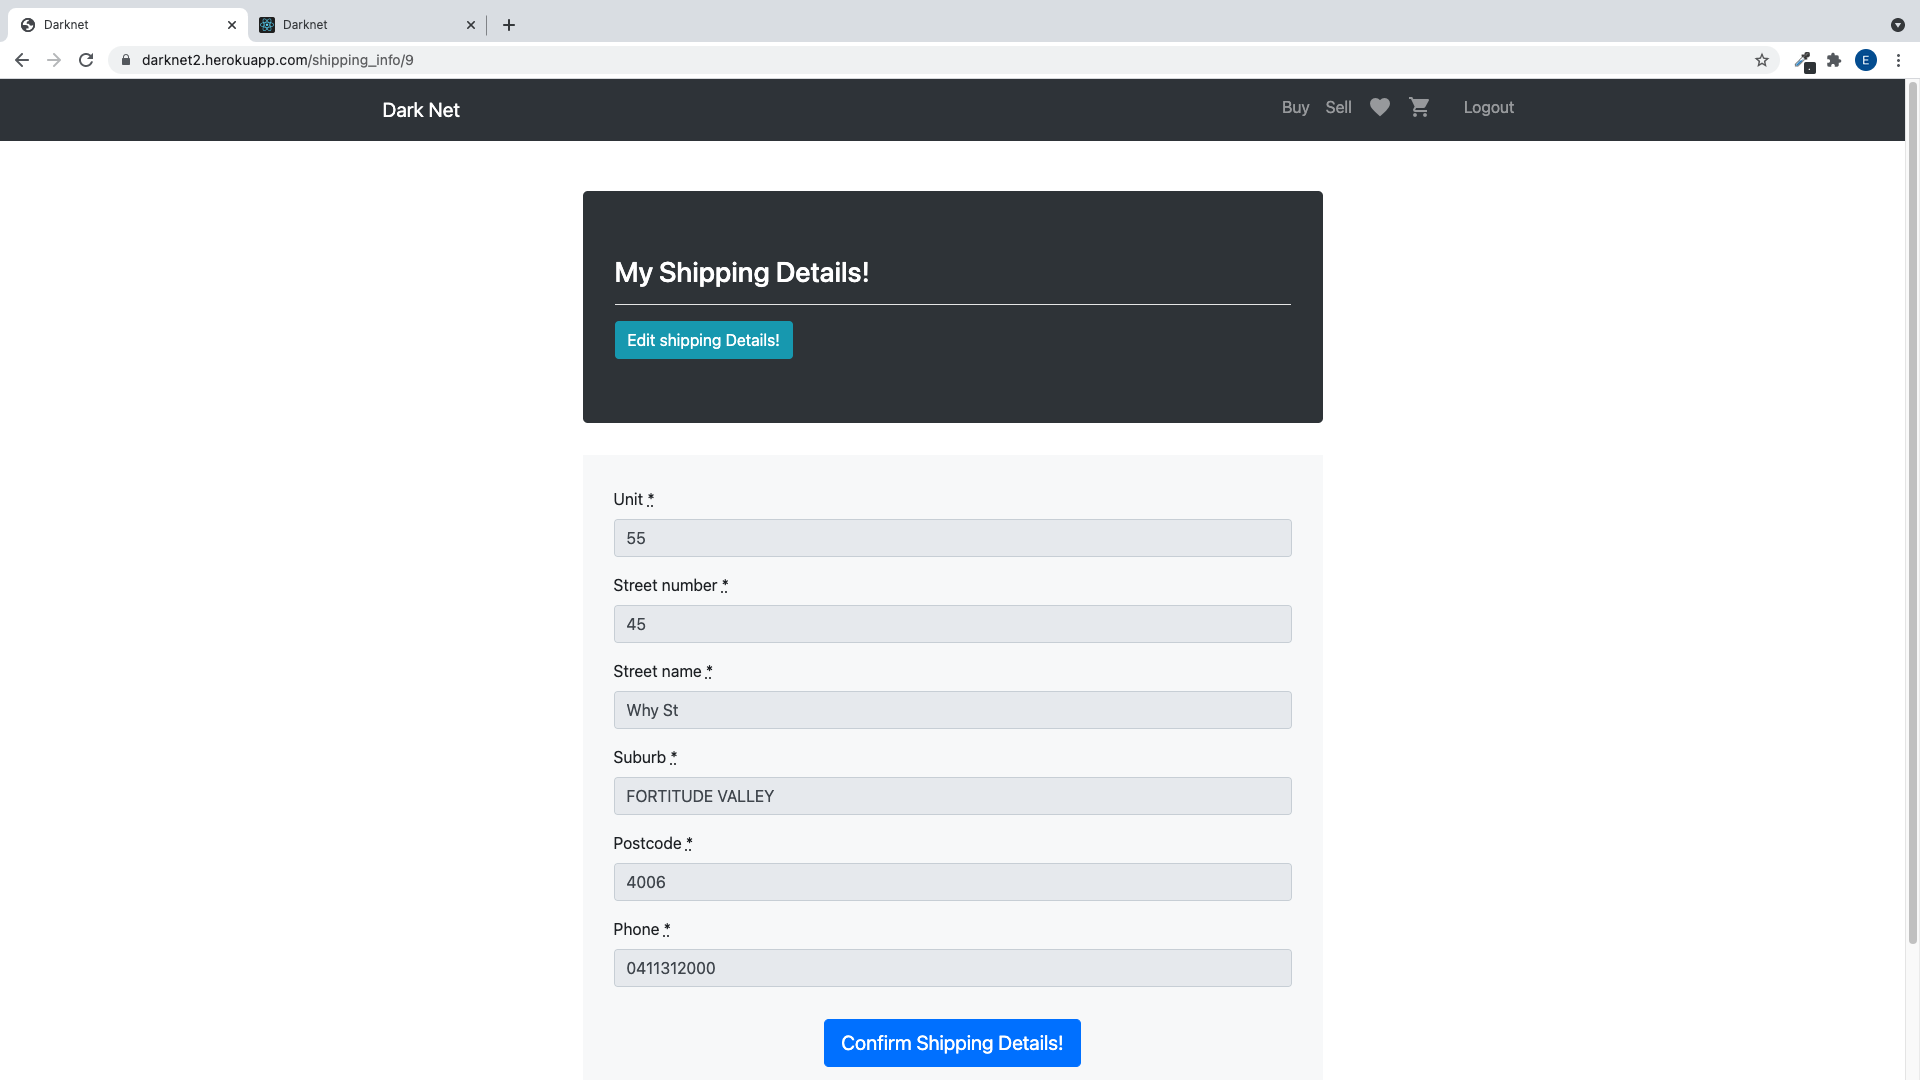 Darknet
Darknet
darknet2.herokuapp.com/shipping_info/9
E
Dark Net
Buy Sell Logout
My Shipping Details!
Edit shipping Details!
Unit *
55
Street number *
45
Street name *
Why St
Suburb *
FORTITUDE VALLEY
Postcode *
4006
Phone *
0411312000
Confirm Shipping Details!